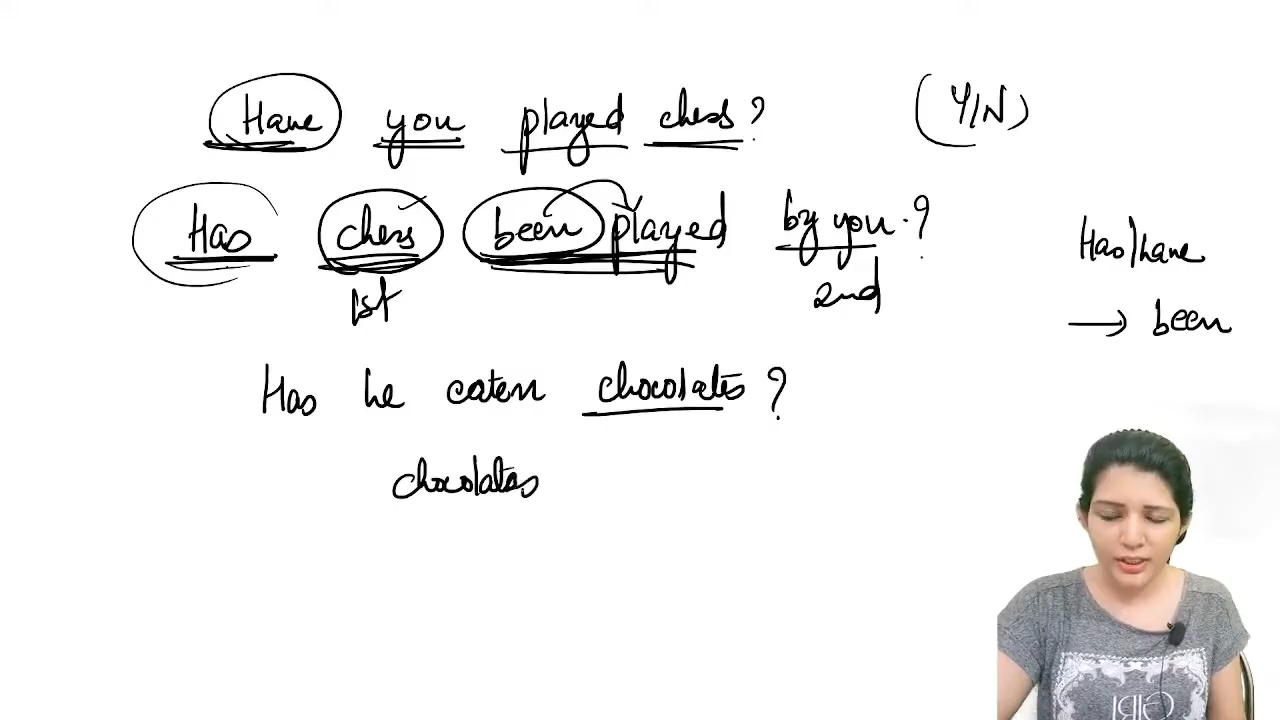 Have you played chess? (Y/N)
Has chess been played by you.?
1st 2nd
Has/have
→ been
Has he eaten chocolates?
chocolates